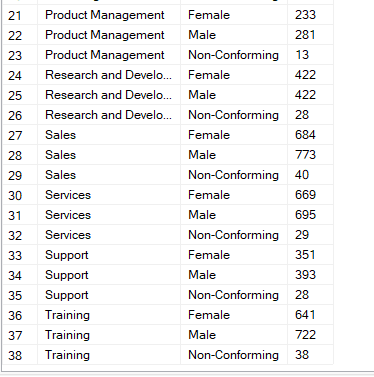 21 Product Management Female 233
22 Product Management Male 281
23 Product Management Non-Conforming 13
24 Research and Develo... Female 422
25 Research and Develo... Male 422
26 Research and Develo... Non-Conforming 28
27 Sales Female 684
28 Sales Male 773
29 Sales Non-Conforming 40
30 Services Female 669
31 Services Male 695
32 Services Non-Conforming 29
33 Support Female 351
34 Support Male 393
35 Support Non-Conforming 28
36 Training Female 641
37 Training Male 722
38 Training Non-Conforming 38